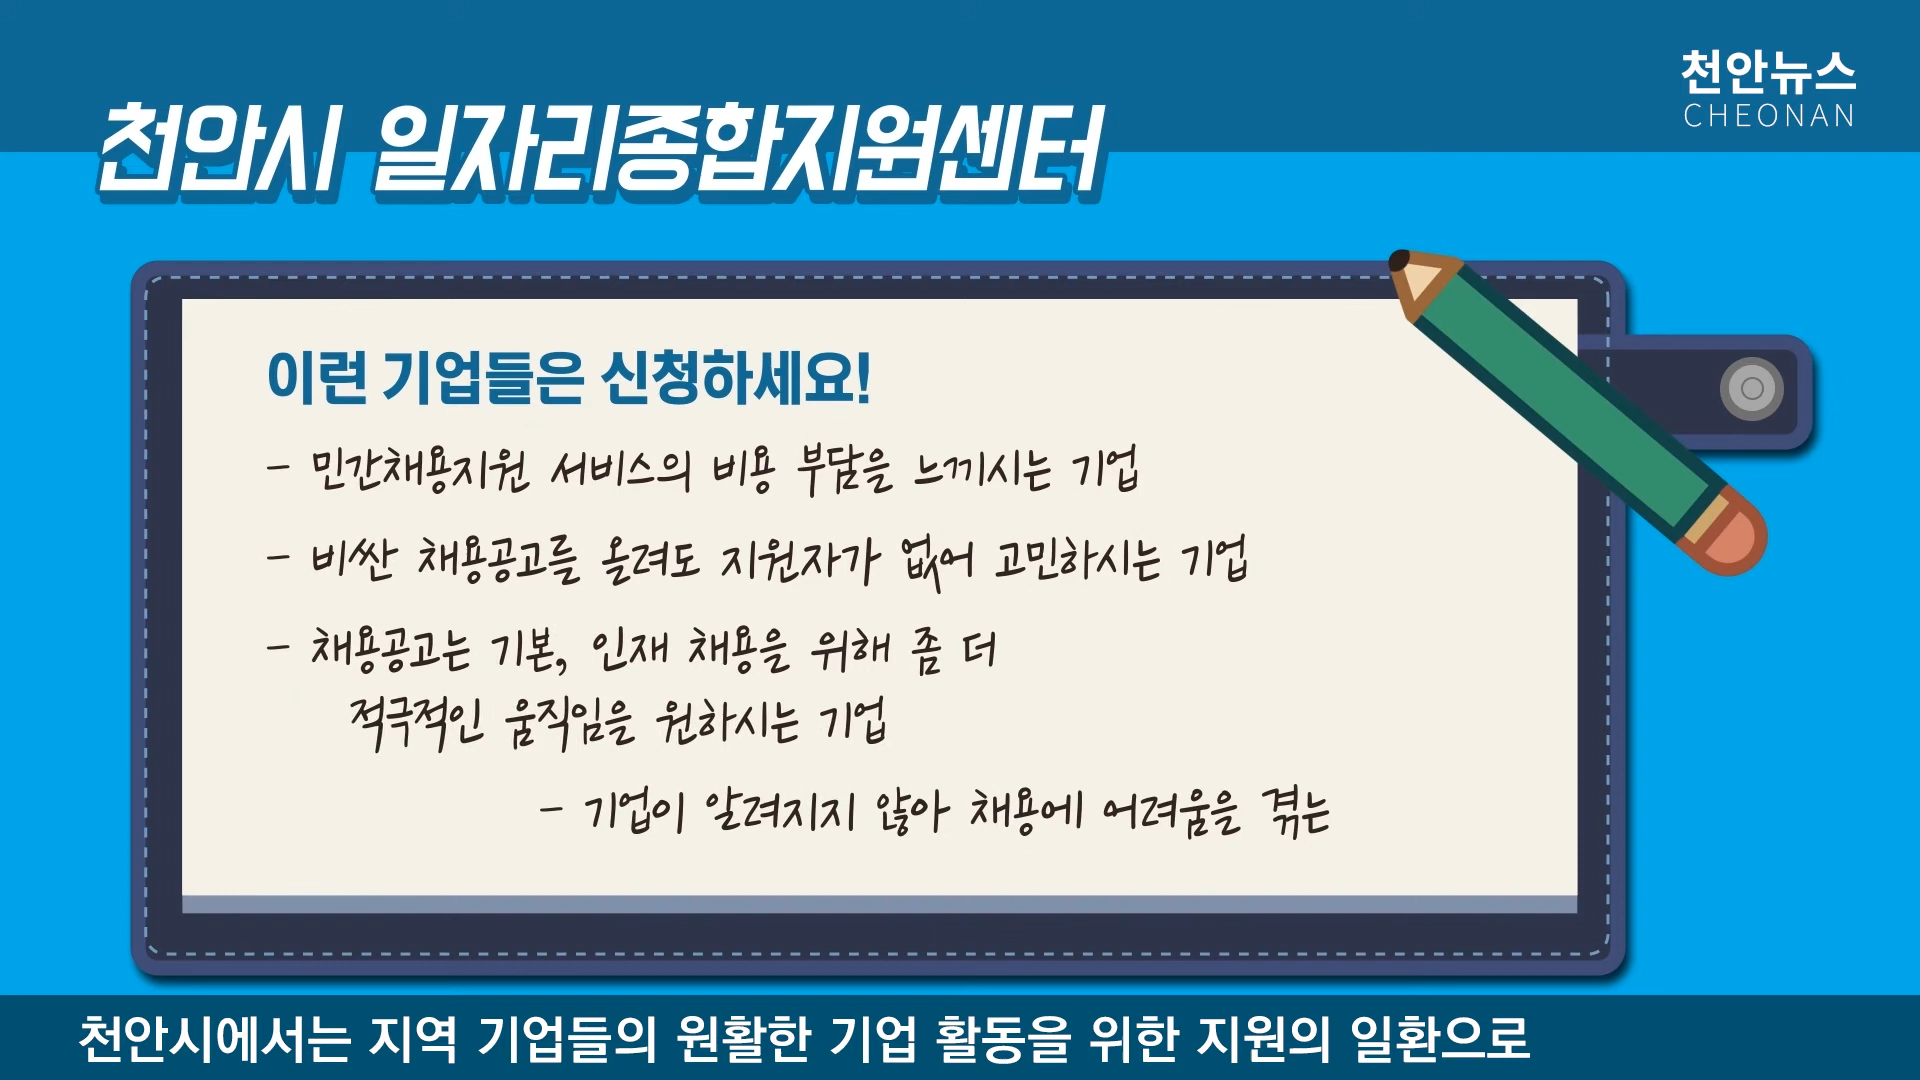 천안뉴스
CHEONAN
천안시 일자리종합지원센터
이런 기업들은 신청하세요!
- 민간채용지원 서비스의 비용 부담을 느끼시는 기업
- 비싼 채용공고를 올려도 지원자가 없어 고민하시는 기업
- 채용공고는 기본, 인재 채용을 위해 좀 더
적극적인 움직임을 원하시는 기업
- 기업이 알려지지 않아 채용에 어려움을 겪는
천안시에서는 지역 기업들의 원활한 기업 활동을 위한 지원의 일환으로